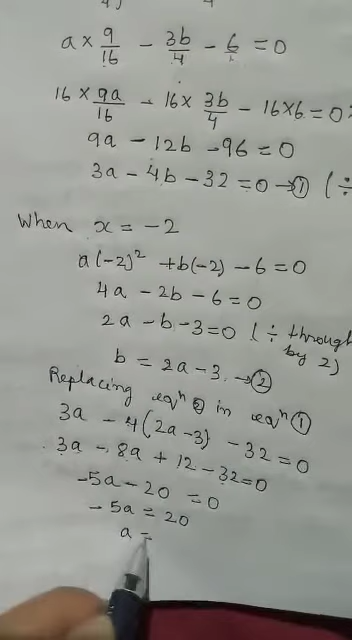 a × 9/16 - 3b/4 - 6 = 0
16 × 9a/16 - 16 × 3b/4 - 16×6 = 0
9a - 12b - 96 = 0
3a - 4b - 32 = 0 → ① (÷
When x = -2
a(-2)² + b(-2) - 6 = 0
4a - 2b - 6 = 0
2a - b - 3 = 0 (÷ through by 2)
b = 2a - 3 → ②
Replacing eqⁿ ② in eqⁿ ①
3a - 4(2a-3) - 32 = 0
3a - 8a + 12 - 32 = 0
-5a - 20 = 0
-5a = 20
a =